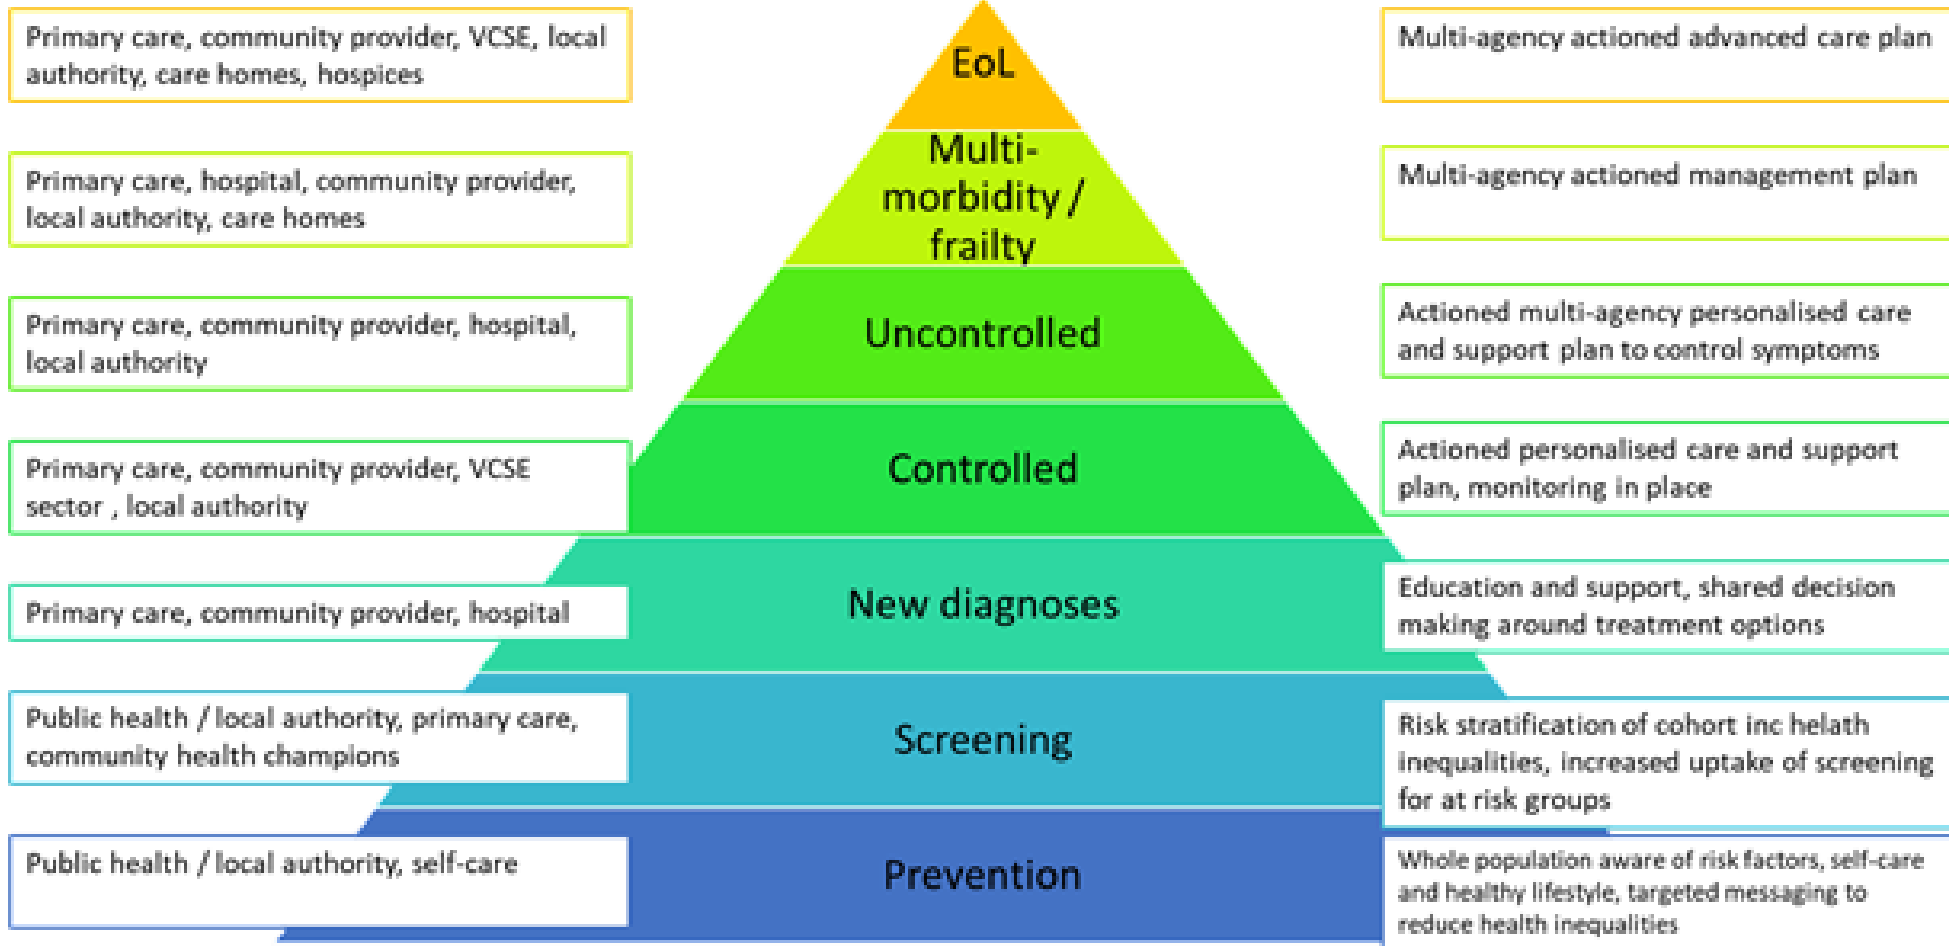 Primary care, community provider, VCSE, local
authority, care homes, hospices
EoL
Multi-agency actioned advanced care plan
Primary care, hospital, community provider,
local authority, care homes
Multi-
morbidity /
frailty
Multi-agency actioned management plan
Primary care, community provider, hospital,
local authority
Uncontrolled
Actioned multi-agency personalised care
and support plan to control symptoms
Primary care, community provider, VCSE
sector , local authority
Controlled
Actioned personalised care and support
plan, monitoring in place
Primary care, community provider, hospital
New diagnoses
Education and support, shared decision
making around treatment options
Public health / local authority, primary care,
community health champions
Screening
Risk stratification of cohort inc helath
inequalities, increased uptake of screening
for at risk groups
Public health / local authority, self-care
Prevention
Whole population aware of risk factors, self-care
and healthy lifestyle, targeted messaging to
reduce health inequalities